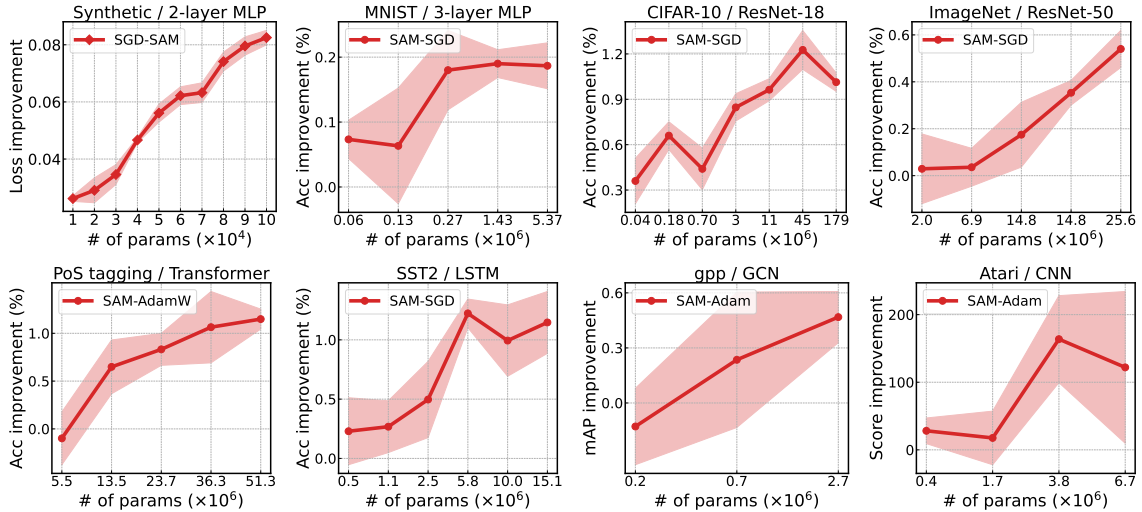 Synthetic / 2-layer MLP
SGD-SAM
Loss improvement
0.08
0.06
0.04
1 2 3 4 5 6 7 8 9 10
# of params (×10⁴)
MNIST / 3-layer MLP
SAM-SGD
Acc improvement (%)
0.2
0.1
0.0
0.06 0.13 0.27 1.43 5.37
# of params (×10⁶)
CIFAR-10 / ResNet-18
SAM-SGD
Acc improvement (%)
1.2
0.9
0.6
0.3
0.04 0.18 0.70 3 11 45 179
# of params (×10⁶)
ImageNet / ResNet-50
SAM-SGD
Acc improvement (%)
0.6
0.4
0.2
0.0
2.0 6.9 14.8 14.8 25.6
# of params (×10⁶)
PoS tagging / Transformer
SAM-AdamW
Acc improvement (%)
1.0
0.5
0.0
5.5 13.5 23.7 36.3 51.3
# of params (×10⁶)
SST2 / LSTM
SAM-SGD
Acc improvement (%)
1.0
0.5
0.0
0.5 1.1 2.5 5.8 10.0 15.1
# of params (×10⁶)
gpp / GCN
SAM-Adam
mAP improvement
0.6
0.3
0.0
0.2 0.7 2.7
# of params (×10⁶)
Atari / CNN
SAM-Adam
Score improvement
200
100
0
0.4 1.7 3.8 6.7
# of params (×10⁶)